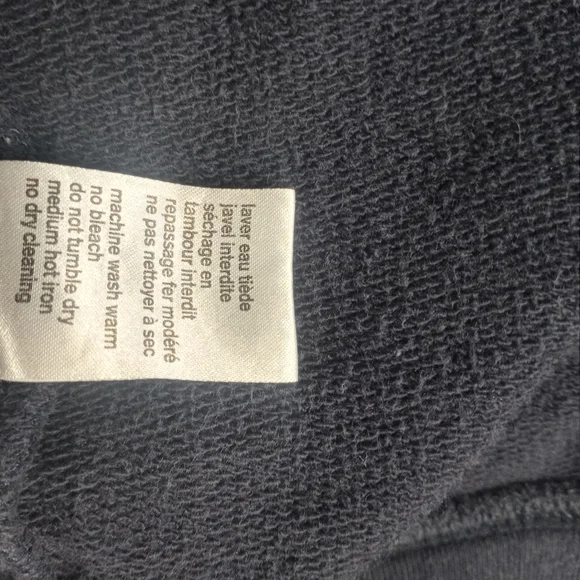 laver eau tiède
javel interdite
séchage en
tambour interdit
repassage fer modéré
ne pas nettoyer à sec
machine wash warm
no bleach
do not tumble dry
medium hot iron
no dry cleaning